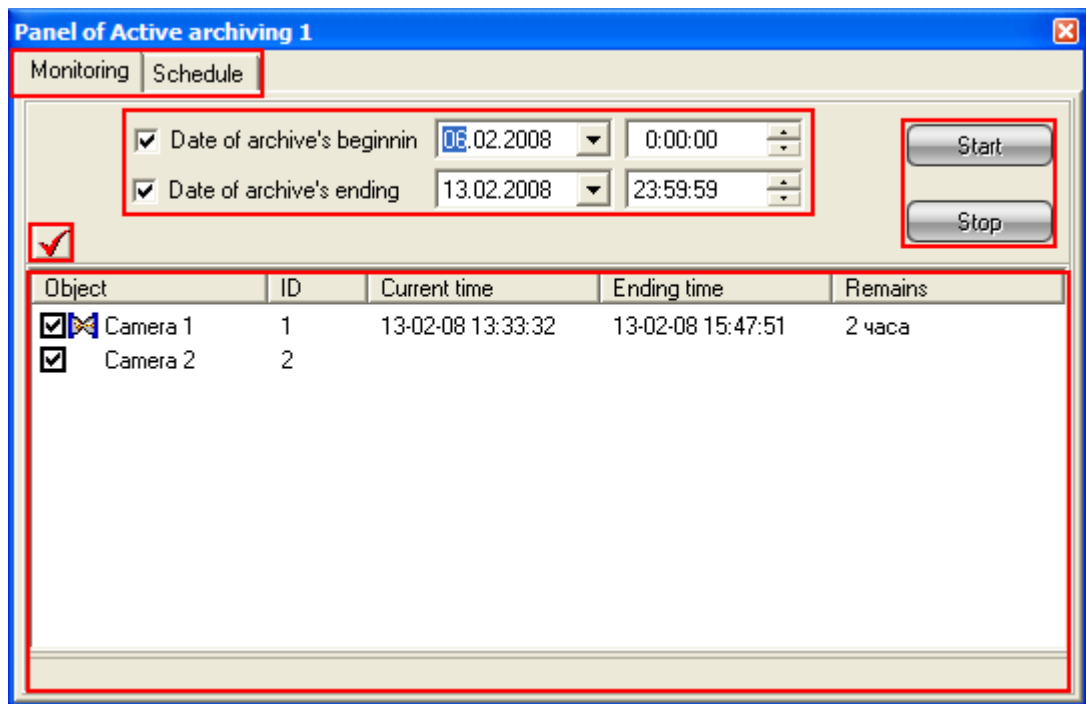 Panel of Active archiving 1
Monitoring Schedule
Date of archive's beginnin 06.02.2008 0:00:00 Start
Date of archive's ending 13.02.2008 23:59:59 Stop
Object ID Current time Ending time Remains
Camera 1 1 13-02-08 13:33:32 13-02-08 15:47:51 2 часа
Camera 2 2